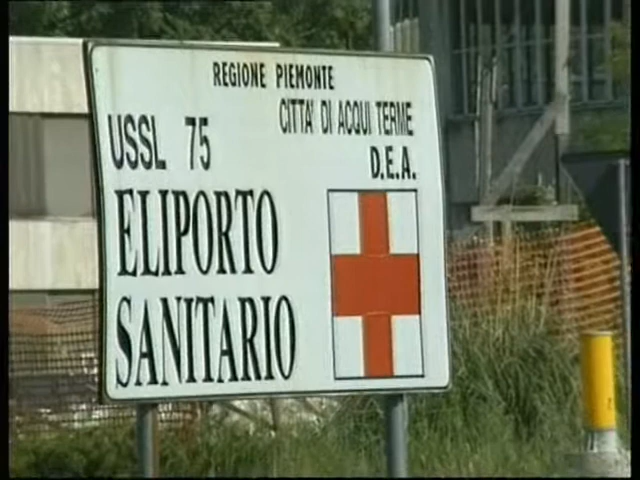 REGIONE PIEMONTE
CITTA' DI ACQUI TERME
USSL 75
D.E.A.
ELIPORTO
SANITARIO